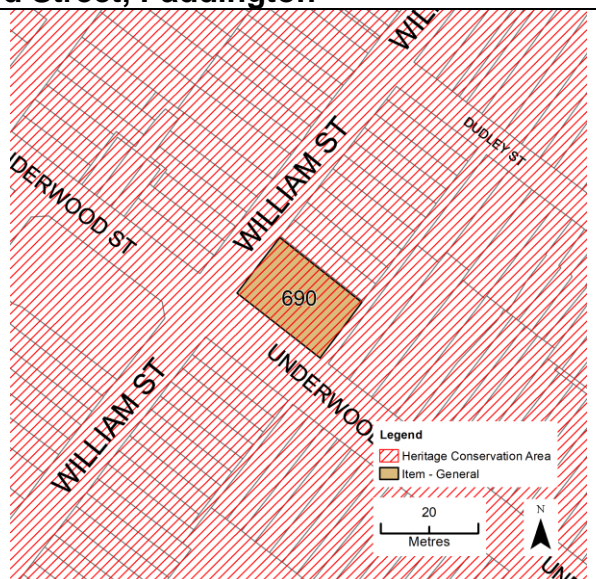 Street, Paddington
WILLIAM ST
DUDLEY ST
UNDERWOOD ST
690
WILLIAM ST
Legend
Heritage Conservation Area
Item - General
20
Metres
N